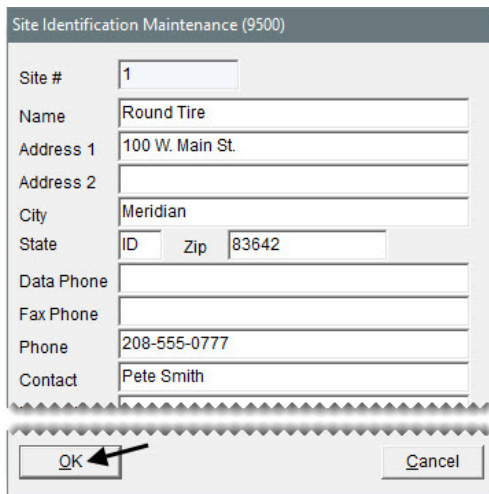 Site Identification Maintenance (9500)
Site # 1
Name Round Tire
Address 1 100 W. Main St.
Address 2
City Meridian
State ID Zip 83642
Data Phone
Fax Phone
Phone 208-555-0777
Contact Pete Smith
OK Cancel